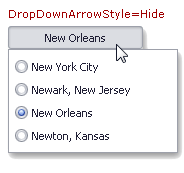 DropDownArrowStyle=Hide
New Orleans
New York City
Newark, New Jersey
New Orleans
Newton, Kansas